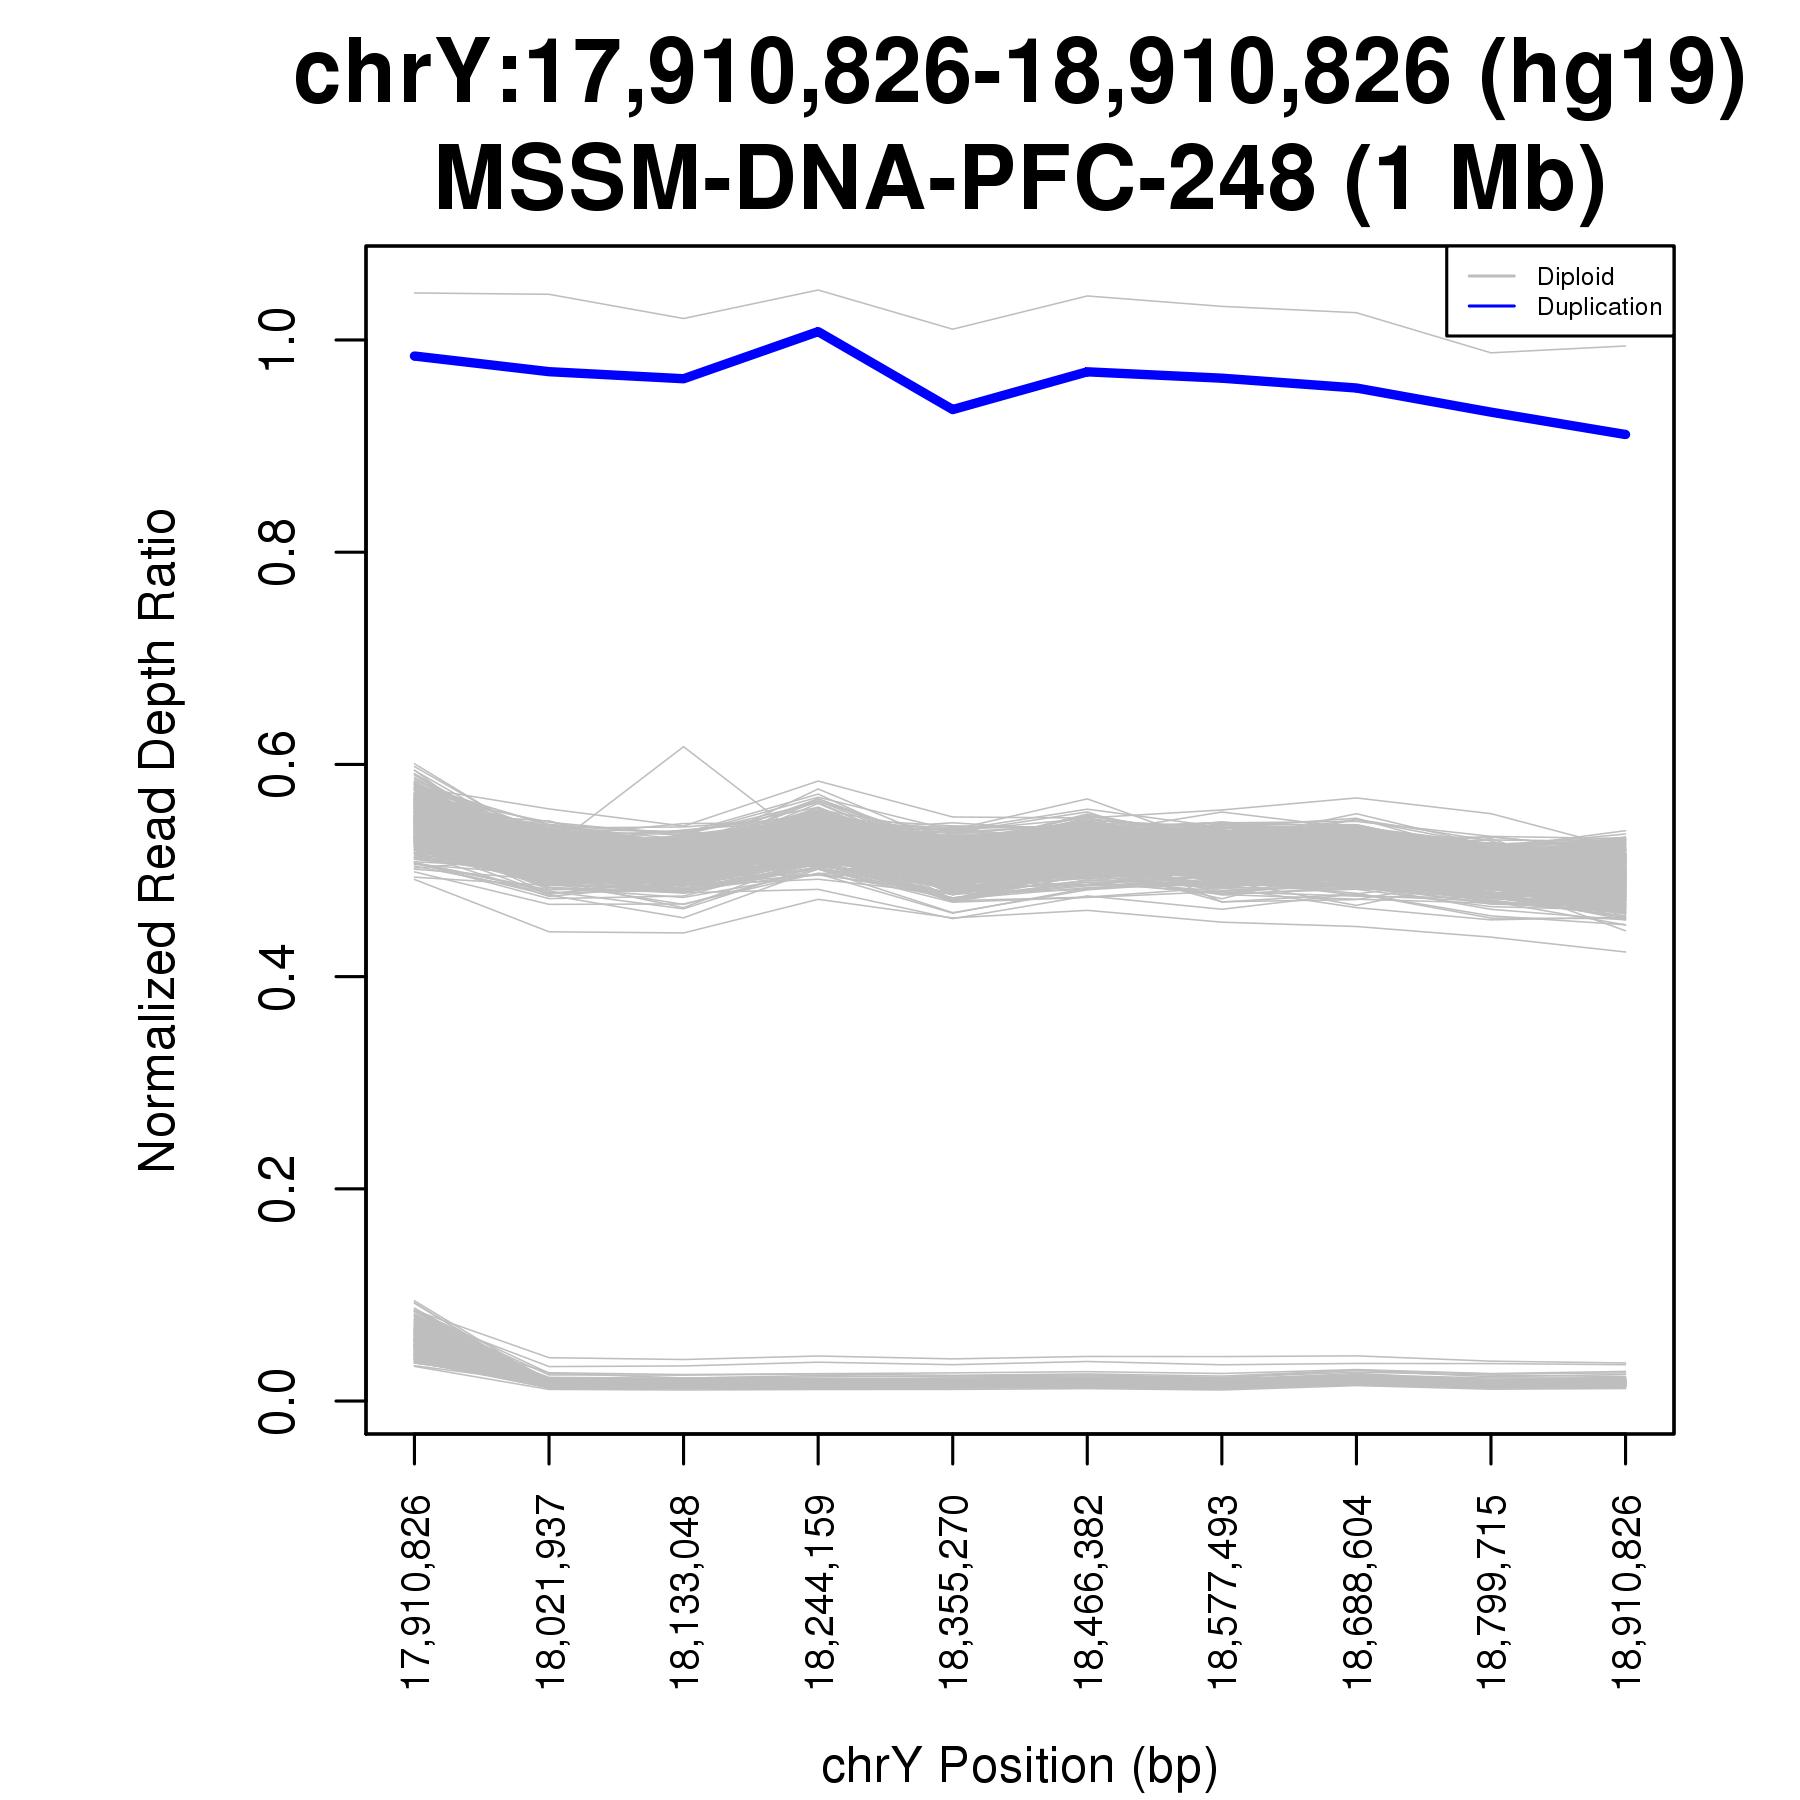 chrY:17,910,826-18,910,826 (hg19)
MSSM-DNA-PFC-248 (1 Mb)
Diploid
Duplication
Normalized Read Depth Ratio
1.0
0.8
0.6
0.4
0.2
0.0
17,910,826
18,021,937
18,133,048
18,244,159
18,355,270
18,466,382
18,577,493
18,688,604
18,799,715
18,910,826
chrY Position (bp)